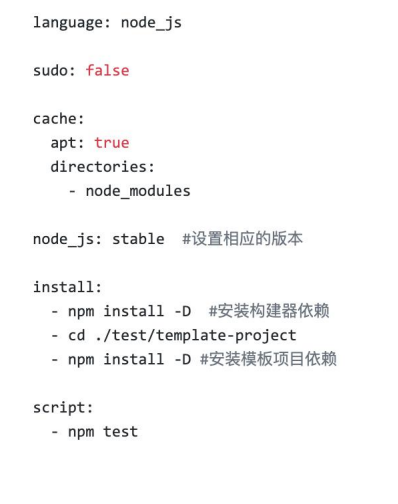 language: node_js
sudo: false
cache:
  apt: true
  directories:
    - node_modules
node_js: stable  #设置相应的版本
install:
  - npm install -D  #安装构建器依赖
  - cd ./test/template-project
  - npm install -D #安装模板项目依赖
script:
  - npm test